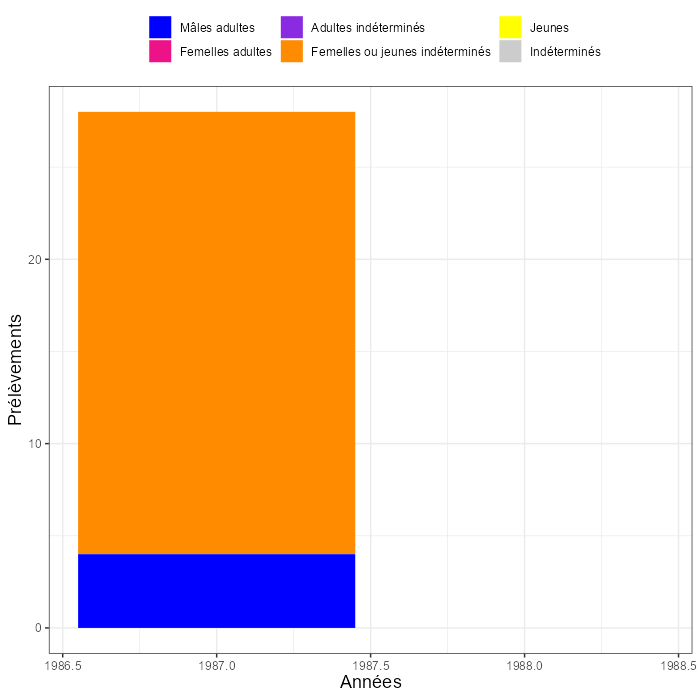 Mâles adultes
Adultes indéterminés
Jeunes
Femelles adultes
Femelles ou jeunes indéterminés
Indéterminés
Prélèvements
20
10
0
1986.5
1987.0
1987.5
1988.0
1988.5
Années